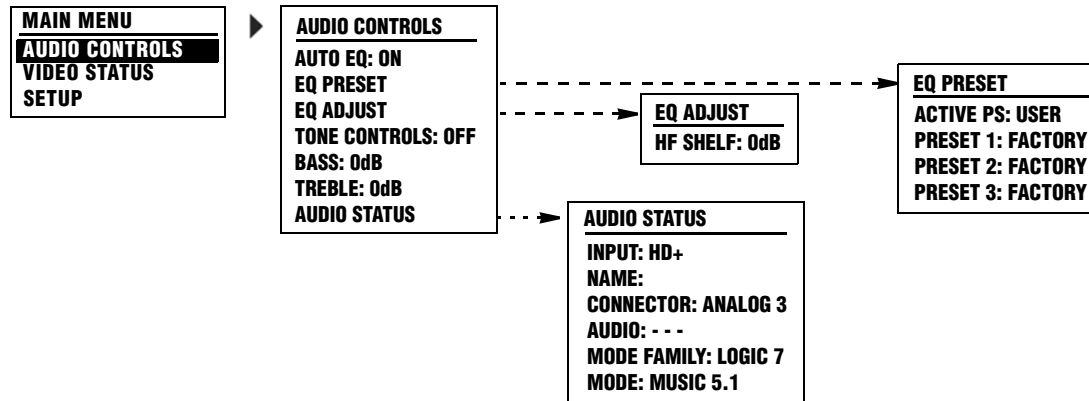 MAIN MENU
AUDIO CONTROLS
VIDEO STATUS
SETUP
AUDIO CONTROLS
AUTO EQ: ON
EQ PRESET
EQ ADJUST
TONE CONTROLS: OFF
BASS: 0dB
TREBLE: 0dB
AUDIO STATUS
EQ ADJUST
HF SHELF: 0dB
EQ PRESET
ACTIVE PS: USER
PRESET 1: FACTORY
PRESET 2: FACTORY
PRESET 3: FACTORY
AUDIO STATUS
INPUT: HD+
NAME:
CONNECTOR: ANALOG 3
AUDIO: - - -
MODE FAMILY: LOGIC 7
MODE: MUSIC 5.1